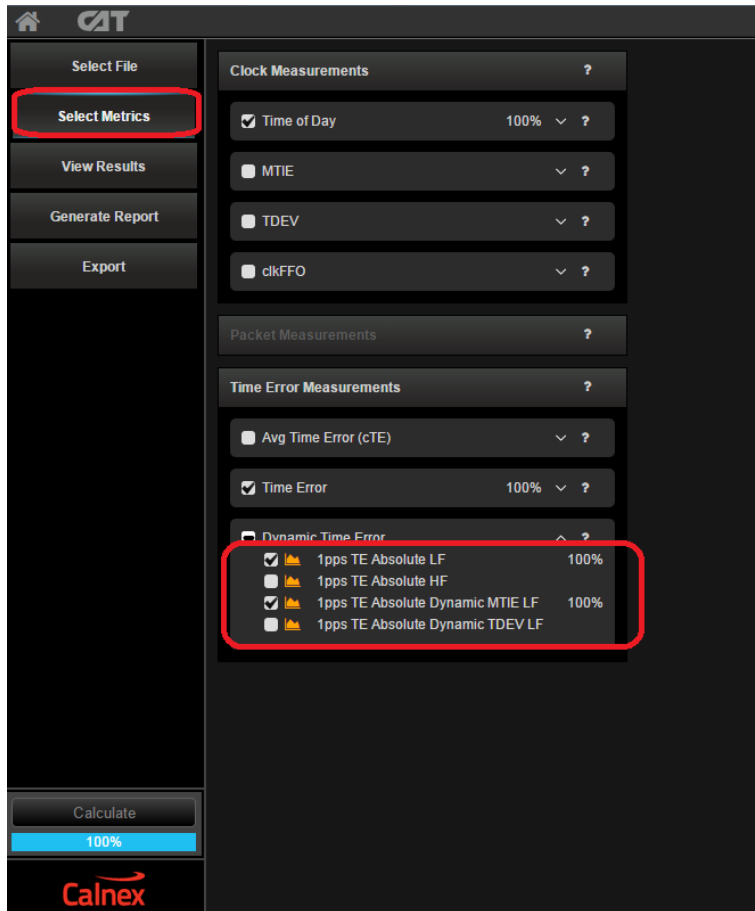 CAT
Select File
Select Metrics
View Results
Generate Report
Export
Clock Measurements ?
Time of Day 100% ?
MTIE ?
TDEV ?
clkFFO ?
Packet Measurements ?
Time Error Measurements ?
Avg Time Error (cTE) ?
Time Error 100% ?
Dynamic Time Error ?
1pps TE Absolute LF 100%
1pps TE Absolute HF
1pps TE Absolute Dynamic MTIE LF 100%
1pps TE Absolute Dynamic TDEV LF
Calculate
100%
Calnex